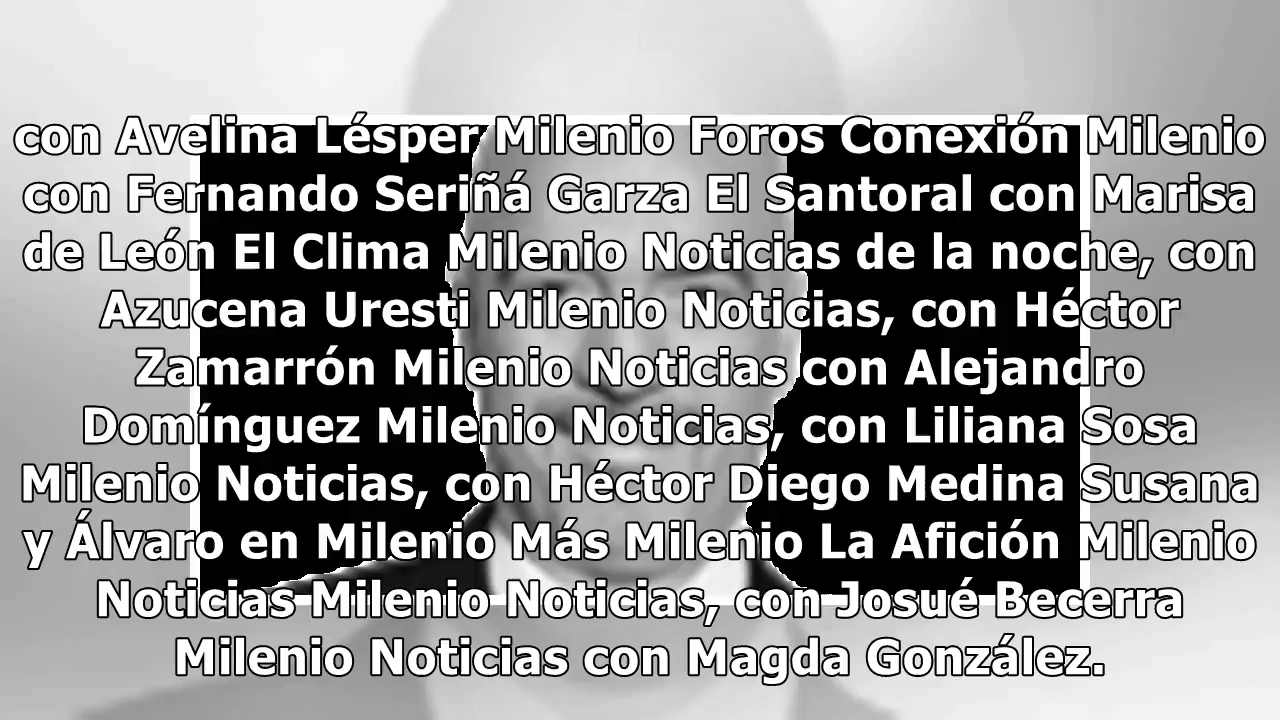 con Avelina Lésper Milenio Foros Conexión Milenio
con Fernando Seriñá Garza El Santoral con Marisa
de León El Clima Milenio Noticias de la noche, con
Azucena Uresti Milenio Noticias, con Héctor
Zamarrón Milenio Noticias con Alejandro
Domínguez Milenio Noticias, con Liliana Sosa
Milenio Noticias, con Héctor Diego Medina Susana
y Álvaro en Milenio Más Milenio La Afición Milenio
Noticias Milenio Noticias, con Josué Becerra
Milenio Noticias con Magda González.